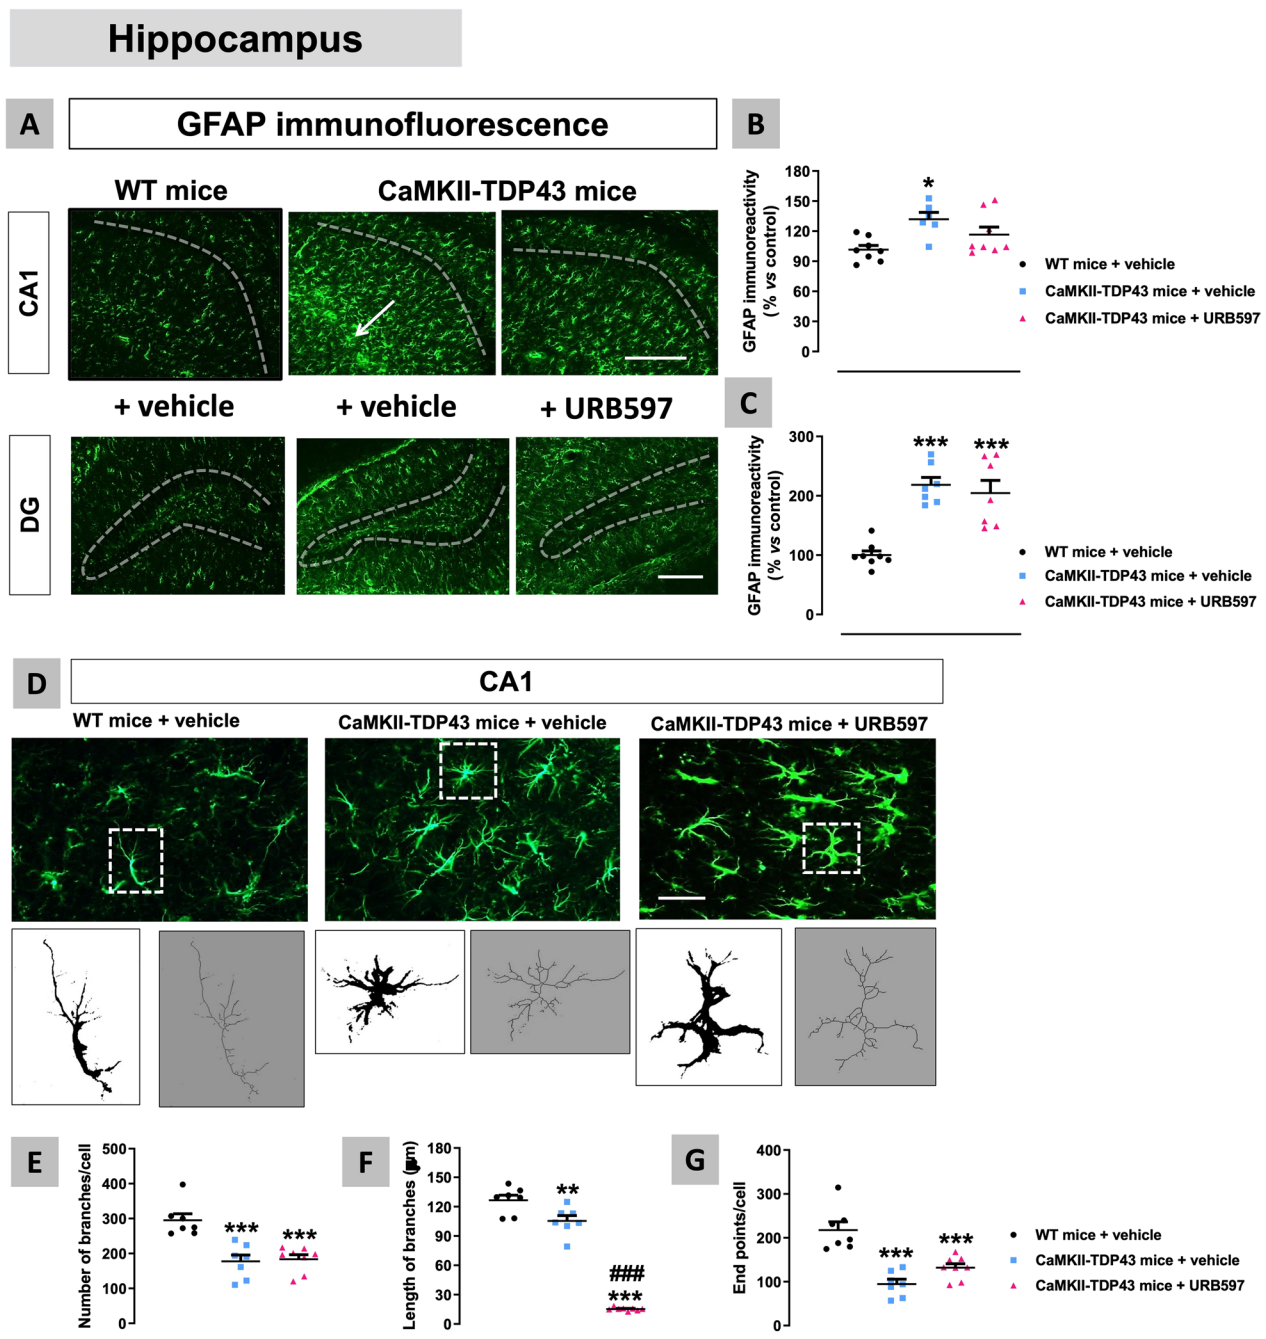 Hippocampus
A
GFAP immunofluorescence
WT mice
CaMKII-TDP43 mice
CA1
+ vehicle
+ vehicle
+ URB597
DG
B
GFAP immunoreactivity
(% vs control)
180
150
120
90
60
30
0
*
WT mice + vehicle
CaMKII-TDP43 mice + vehicle
CaMKII-TDP43 mice + URB597
C
GFAP immunoreactivity
(% vs control)
300
200
100
0
***
***
WT mice + vehicle
CaMKII-TDP43 mice + vehicle
CaMKII-TDP43 mice + URB597
D
CA1
WT mice + vehicle
CaMKII-TDP43 mice + vehicle
CaMKII-TDP43 mice + URB597
E
Number of branches/cell
500
400
300
200
100
0
***
***
F
Length of branches (μm)
180
150
120
90
60
30
0
**
###
***
G
End points/cell
400
300
200
100
0
***
***
WT mice + vehicle
CaMKII-TDP43 mice + vehicle
CaMKII-TDP43 mice + URB597